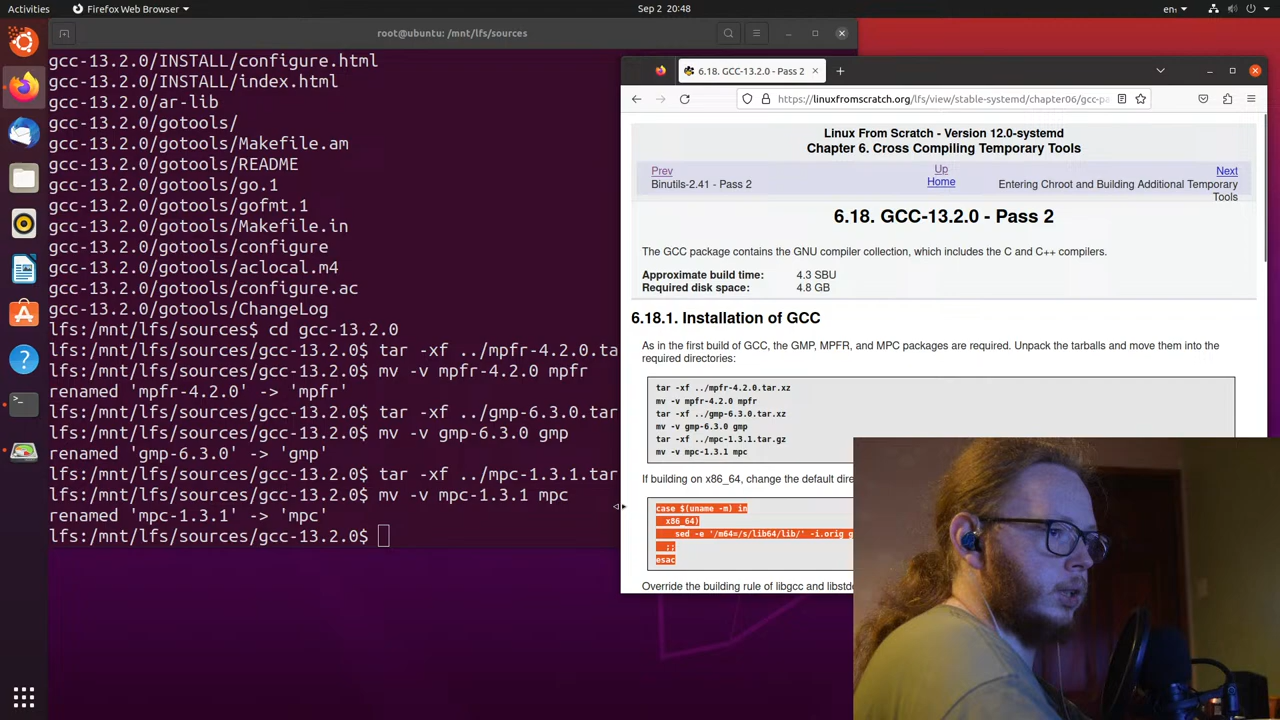 Activities
Firefox Web Browser
Sep 2 20:48
en₁
root@ubuntu: /mnt/lfs/sources
gcc-13.2.0/INSTALL/configure.html
gcc-13.2.0/INSTALL/index.html
gcc-13.2.0/ar-lib
gcc-13.2.0/gotools/
gcc-13.2.0/gotools/Makefile.am
gcc-13.2.0/gotools/README
gcc-13.2.0/gotools/go.1
gcc-13.2.0/gotools/gofmt.1
gcc-13.2.0/gotools/Makefile.in
gcc-13.2.0/gotools/configure
gcc-13.2.0/gotools/aclocal.m4
gcc-13.2.0/gotools/configure.ac
gcc-13.2.0/gotools/ChangeLog
lfs:/mnt/lfs/sources$ cd gcc-13.2.0
lfs:/mnt/lfs/sources/gcc-13.2.0$ tar -xf ../mpfr-4.2.0.ta
lfs:/mnt/lfs/sources/gcc-13.2.0$ mv -v mpfr-4.2.0 mpfr
renamed 'mpfr-4.2.0' -> 'mpfr'
lfs:/mnt/lfs/sources/gcc-13.2.0$ tar -xf ../gmp-6.3.0.tar
lfs:/mnt/lfs/sources/gcc-13.2.0$ mv -v gmp-6.3.0 gmp
renamed 'gmp-6.3.0' -> 'gmp'
lfs:/mnt/lfs/sources/gcc-13.2.0$ tar -xf ../mpc-1.3.1.tar
lfs:/mnt/lfs/sources/gcc-13.2.0$ mv -v mpc-1.3.1 mpc
renamed 'mpc-1.3.1' -> 'mpc'
lfs:/mnt/lfs/sources/gcc-13.2.0$
6.18. GCC-13.2.0 - Pass 2
https://linuxfromscratch.org/lfs/view/stable-systemd/chapter06/gcc-pa
Linux From Scratch - Version 12.0-systemd
Chapter 6. Cross Compiling Temporary Tools
Prev
Binutils-2.41 - Pass 2
Up
Home
Next
Entering Chroot and Building Additional Temporary
Tools
6.18. GCC-13.2.0 - Pass 2
The GCC package contains the GNU compiler collection, which includes the C and C++ compilers.
Approximate build time: 4.3 SBU
Required disk space: 4.8 GB
6.18.1. Installation of GCC
As in the first build of GCC, the GMP, MPFR, and MPC packages are required. Unpack the tarballs and move them into the
required directories:
tar -xf ../mpfr-4.2.0.tar.xz
mv -v mpfr-4.2.0 mpfr
tar -xf ../gmp-6.3.0.tar.xz
mv -v gmp-6.3.0 gmp
tar -xf ../mpc-1.3.1.tar.gz
mv -v mpc-1.3.1 mpc
If building on x86_64, change the default dire
case $(uname -m) in
x86_64)
sed -e '/m64=/s/lib64/lib/' -i.orig g
;;
esac
Override the building rule of libgcc and libstd